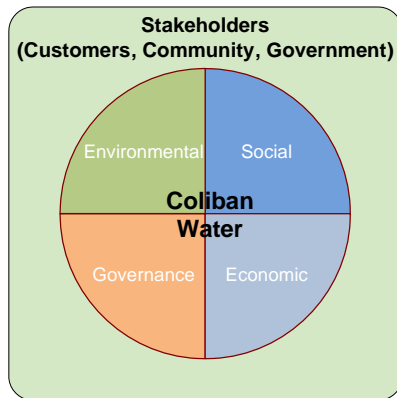 Stakeholders
(Customers, Community, Government)
Environmental
Social
Coliban
Water
Governance
Economic